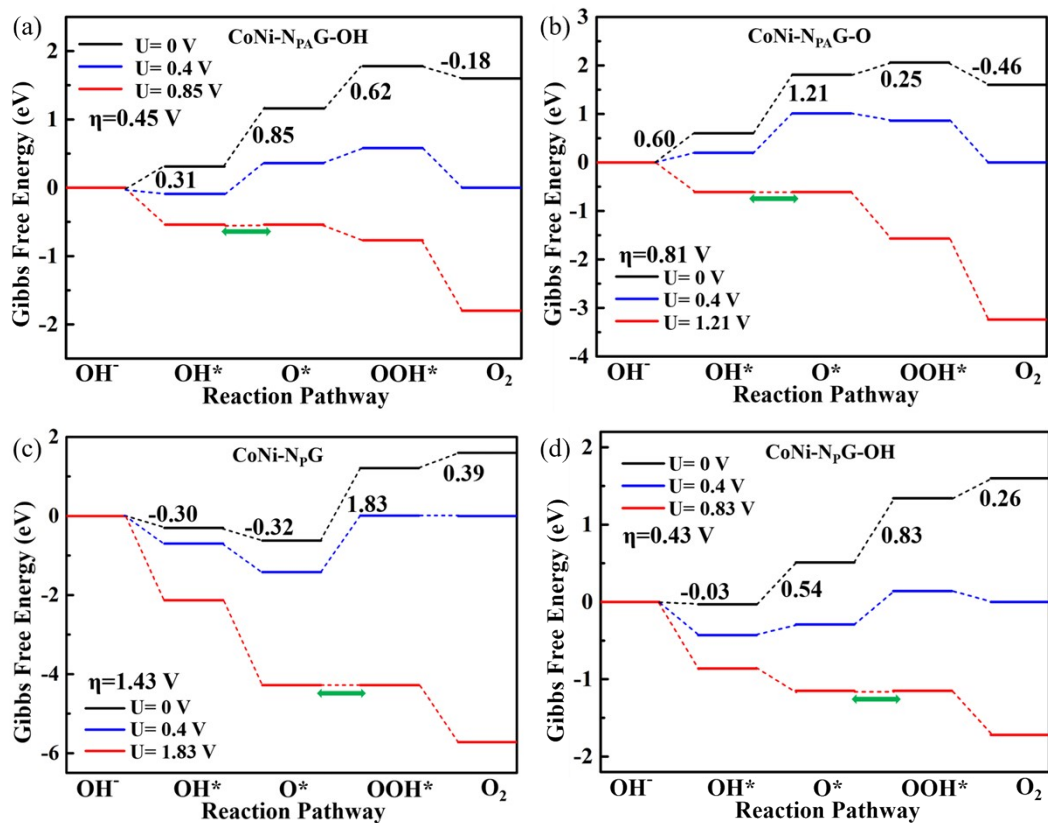 (a)
CoNi-NPAG-OH
U= 0 V
U= 0.4 V
U= 0.85 V
η=0.45 V
0.31
0.85
0.62
-0.18
2
1
0
-1
-2
Gibbs Free Energy (eV)
OH- OH* O* OOH* O2
Reaction Pathway
(b)
CoNi-NPAG-O
0.60
1.21
0.25
-0.46
η=0.81 V
U= 0 V
U= 0.4 V
U= 1.21 V
3
2
1
0
-1
-2
-3
-4
Gibbs Free Energy (eV)
OH- OH* O* OOH* O2
Reaction Pathway
(c)
CoNi-NPG
-0.30
-0.32
1.83
0.39
η=1.43 V
U= 0 V
U= 0.4 V
U= 1.83 V
2
0
-2
-4
-6
Gibbs Free Energy (eV)
OH- OH* O* OOH* O2
Reaction Pathway
(d)
CoNi-NPG-OH
U= 0 V
U= 0.4 V
U= 0.83 V
η=0.43 V
-0.03
0.54
0.83
0.26
2
1
0
-1
-2
Gibbs Free Energy (eV)
OH- OH* O* OOH* O2
Reaction Pathway